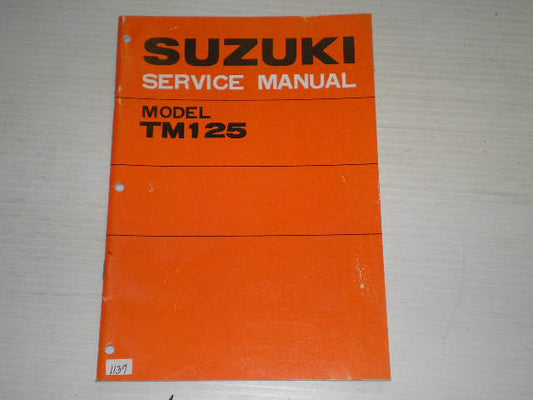 SUZUKI
SERVICE MANUAL
MODEL
TM125
1137